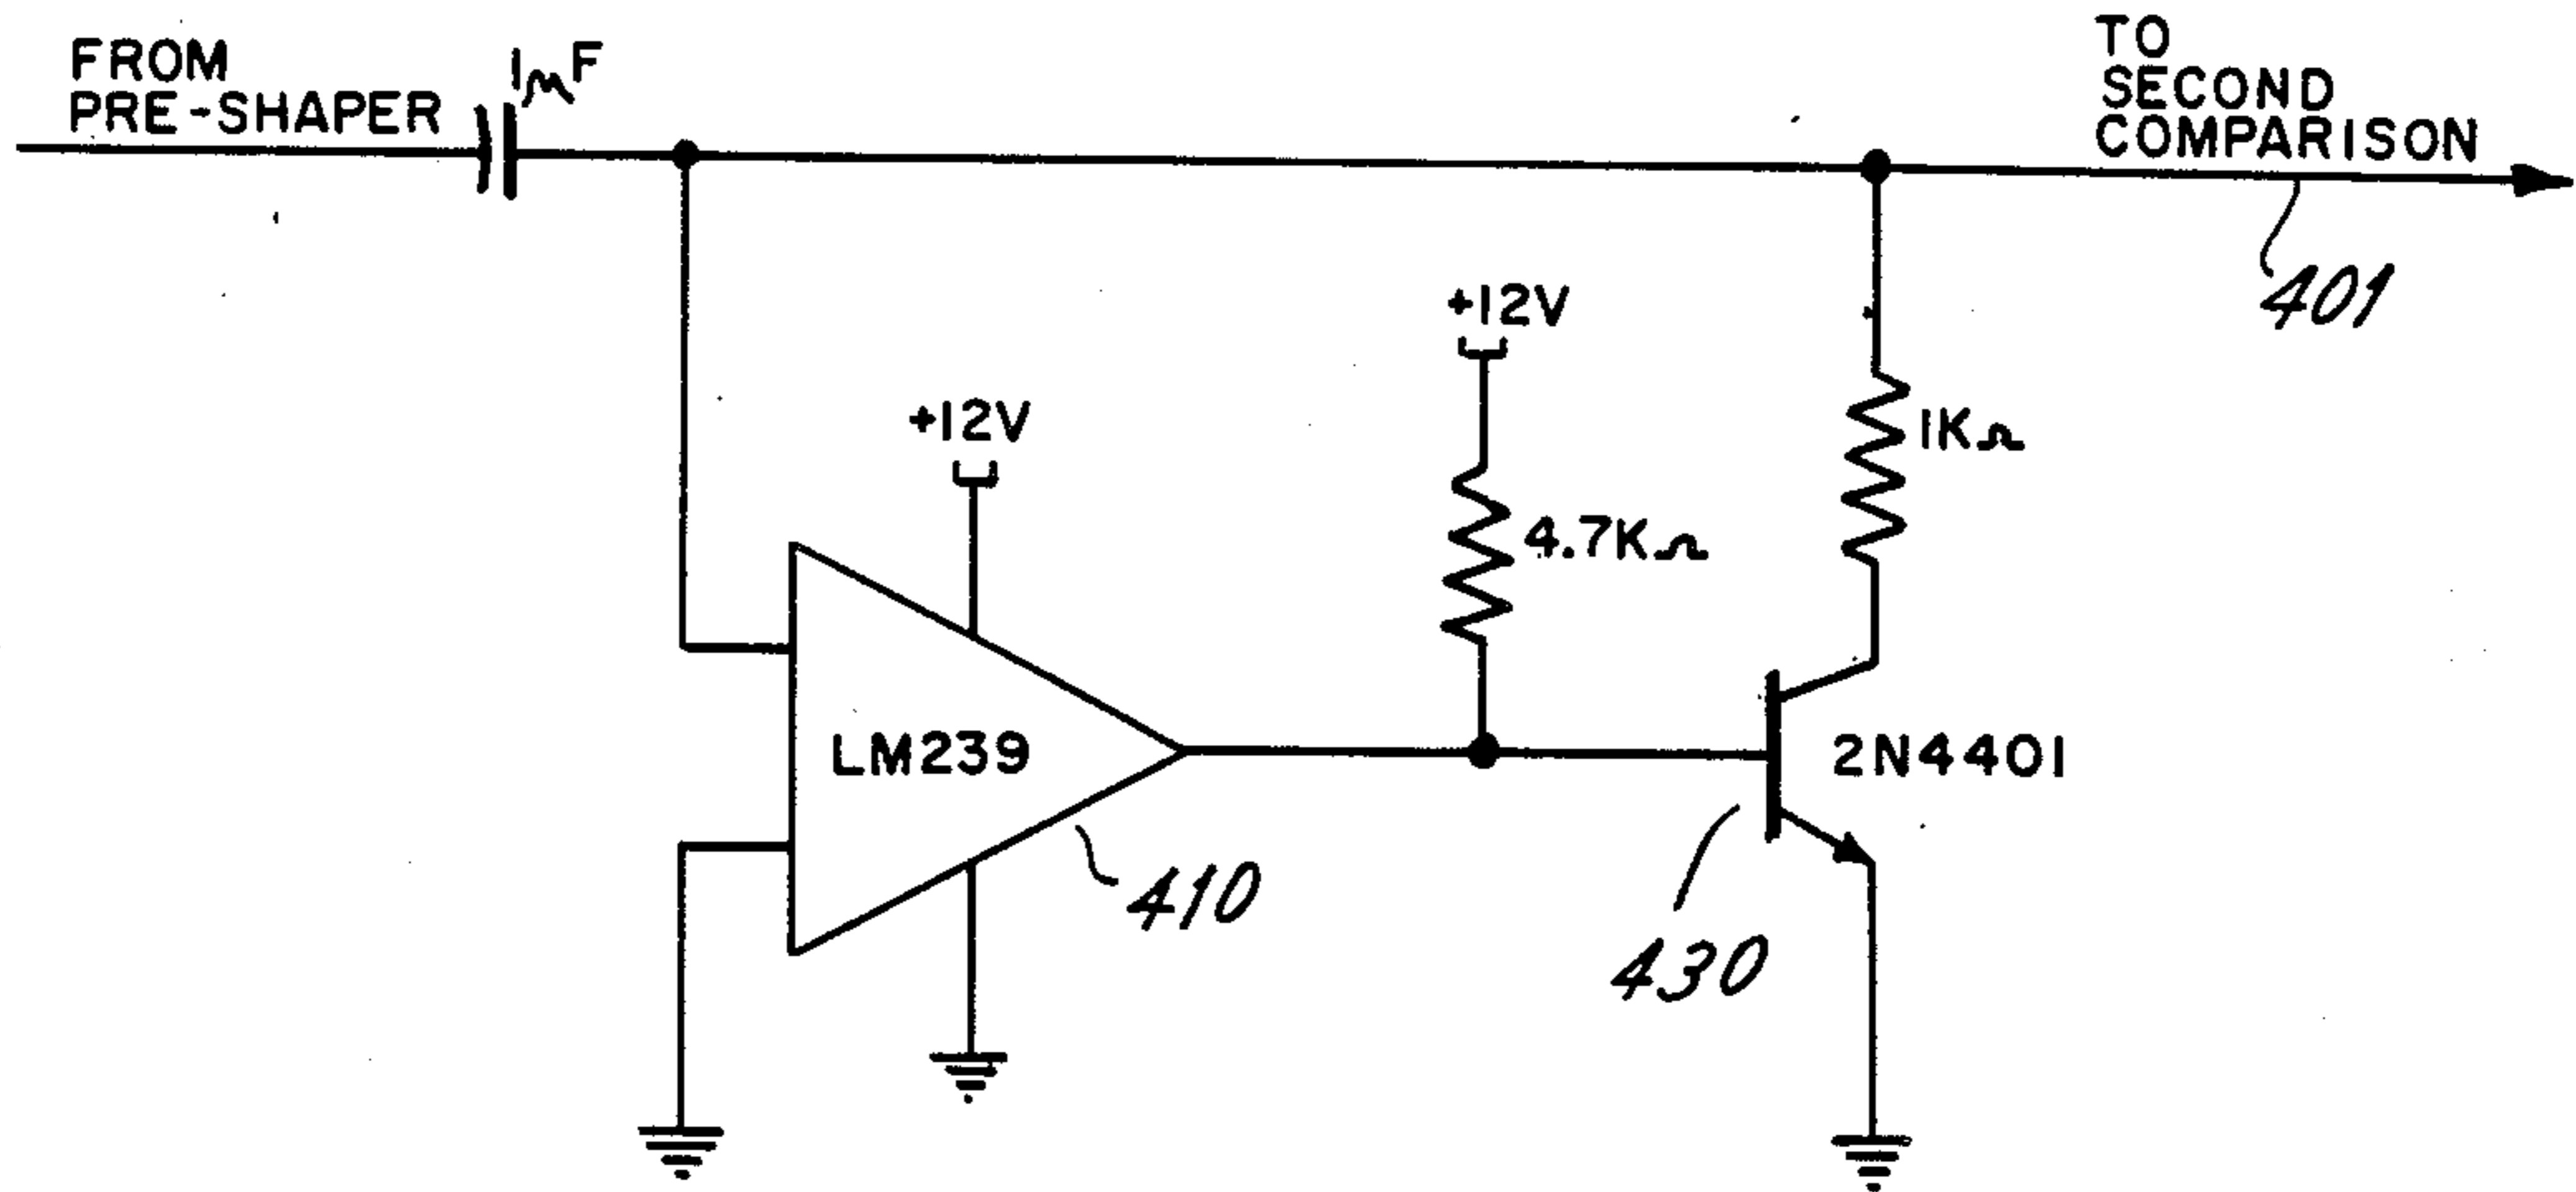 FROM
PRE-SHAPER
1μF
TO
SECOND
COMPARISON
401
+12V
+12V
1KΩ
4.7KΩ
LM239
2N4401
410
430